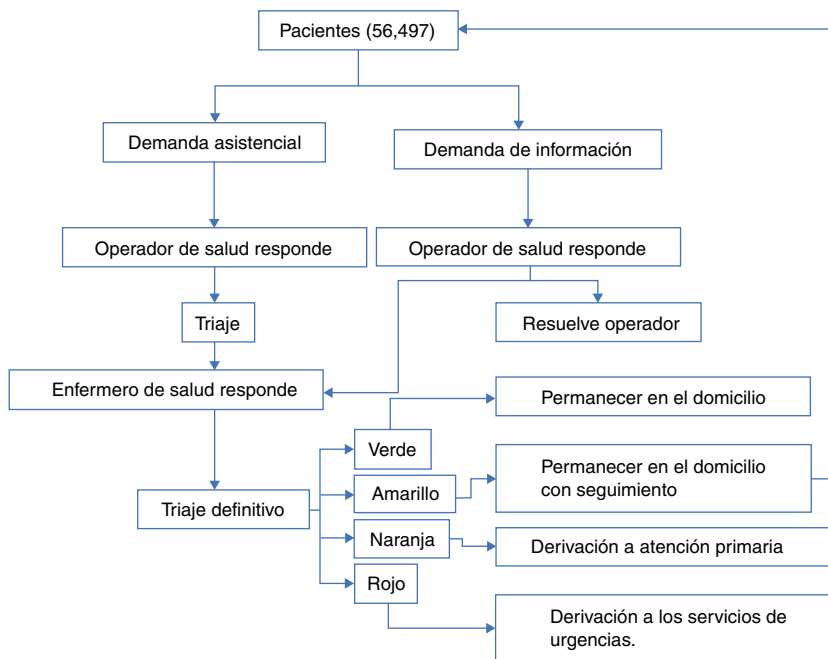 Pacientes (56,497)
Demanda asistencial
Demanda de información
Operador de salud responde
Operador de salud responde
Triaje
Resuelve operador
Enfermero de salud responde
Permanecer en el domicilio
Verde
Permanecer en el domicilio
con seguimiento
Amarillo
Triaje definitivo
Naranja
Derivación a atención primaria
Rojo
Derivación a los servicios de
urgencias.